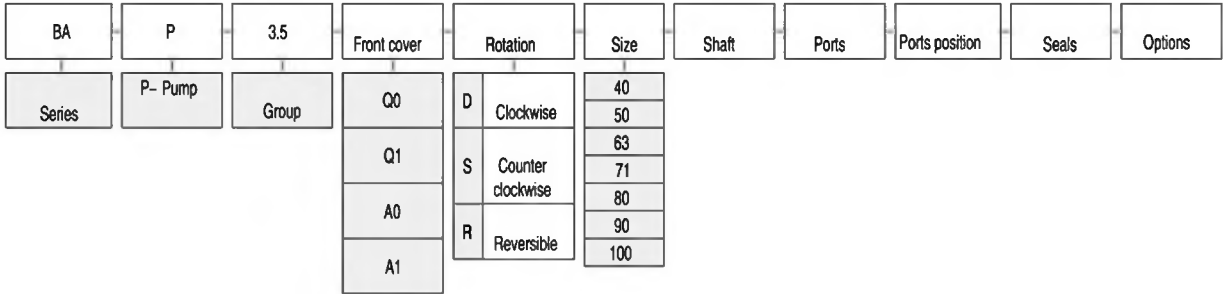 BA P 3.5 Front cover Rotation Size Shaft Ports Ports position Seals Options
Series
P– Pump
Group
Q0
Q1
A0
A1
D Clockwise
S Counter
clockwise
R Reversible
40
50
63
71
80
90
100